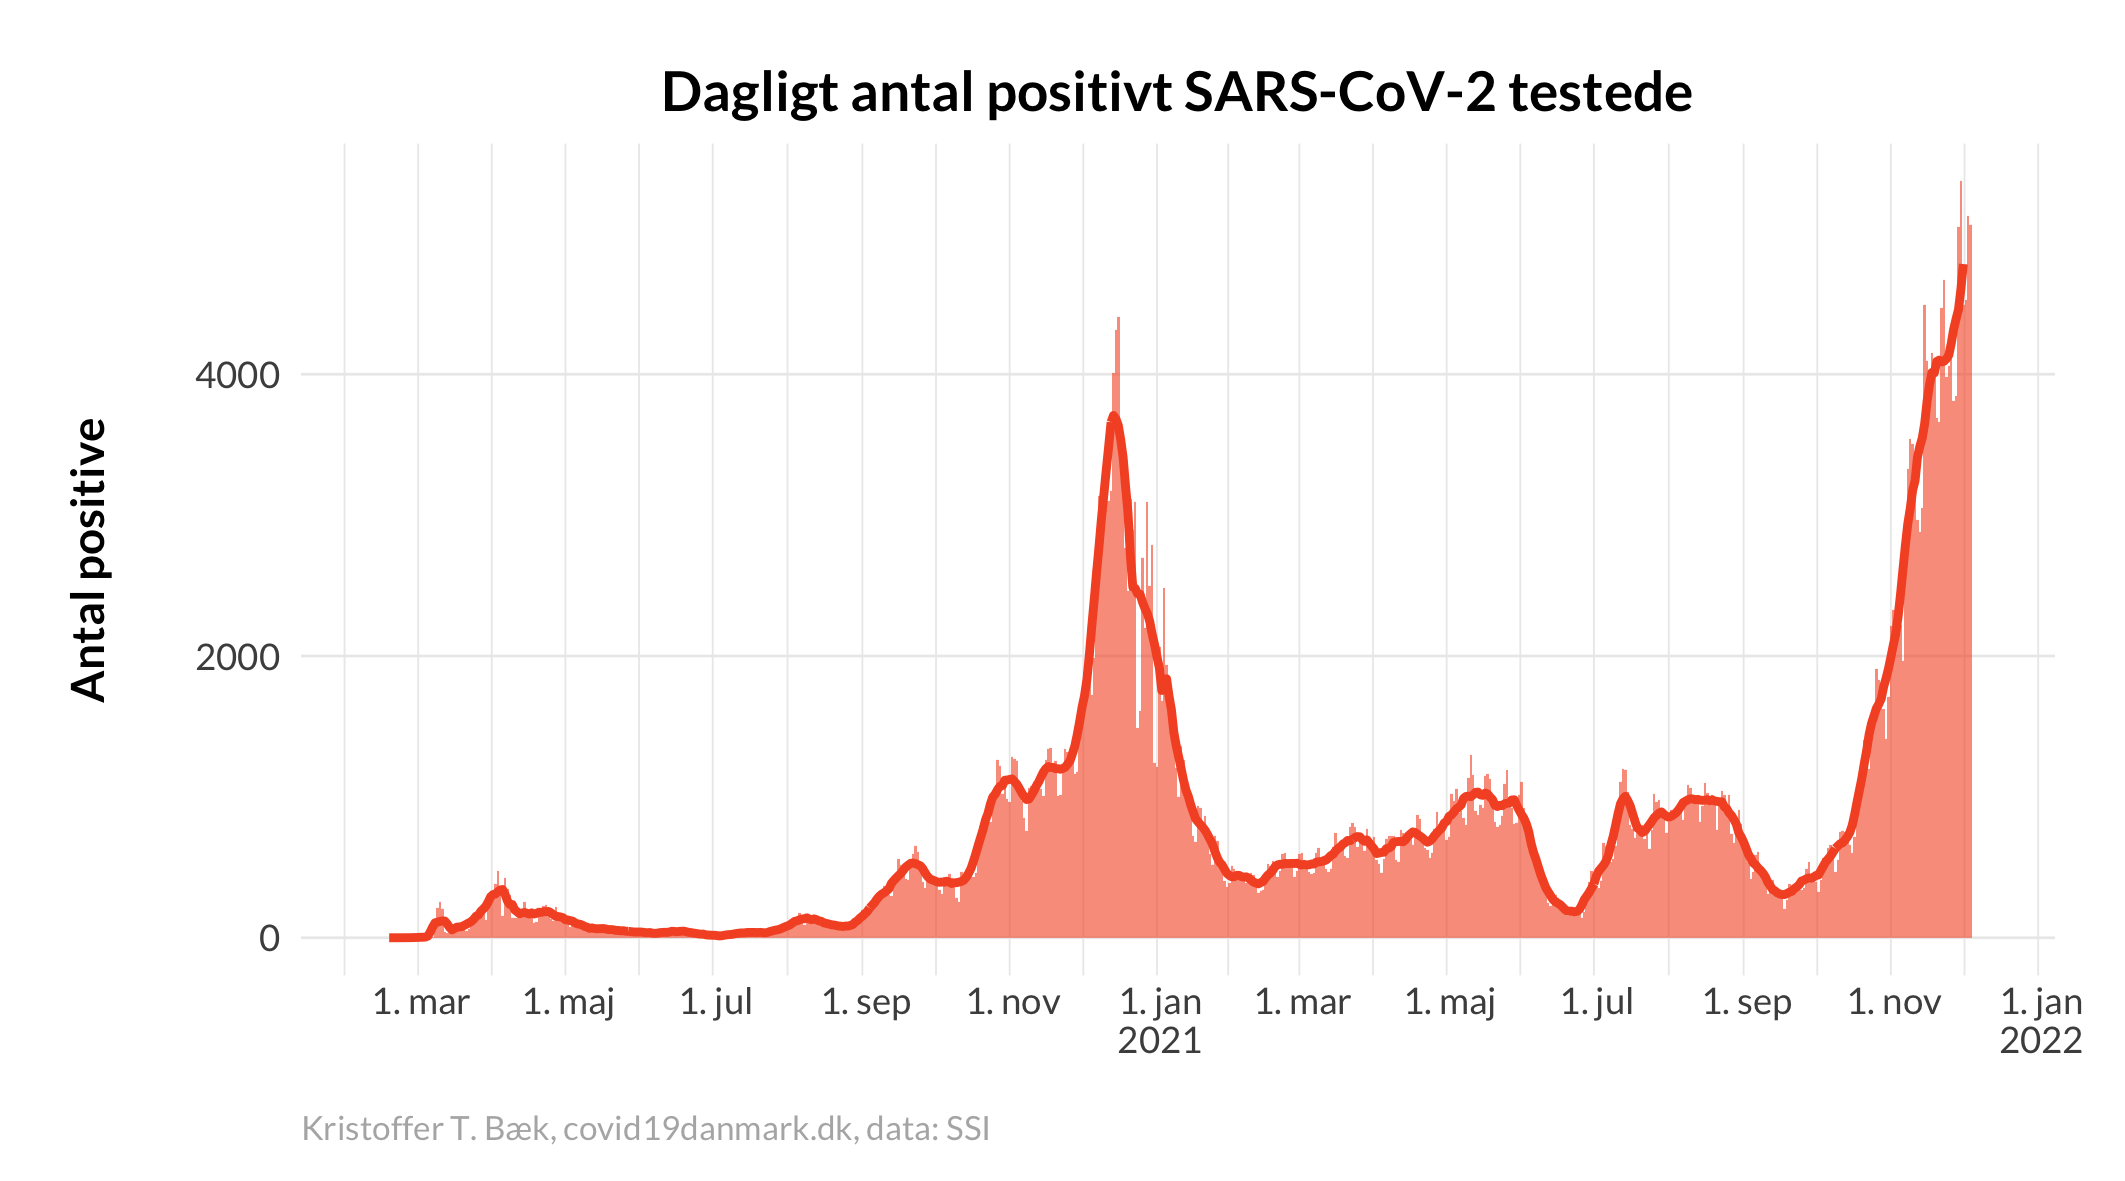 Dagligt antal positivt SARS-CoV-2 testede
Antal positive
4000
2000
0
1. mar
1. maj
1. jul
1. sep
1. nov
1. jan
2021
1. mar
1. maj
1. jul
1. sep
1. nov
1. jan
2022
Kristoffer T. Bæk, covid19danmark.dk, data: SSI